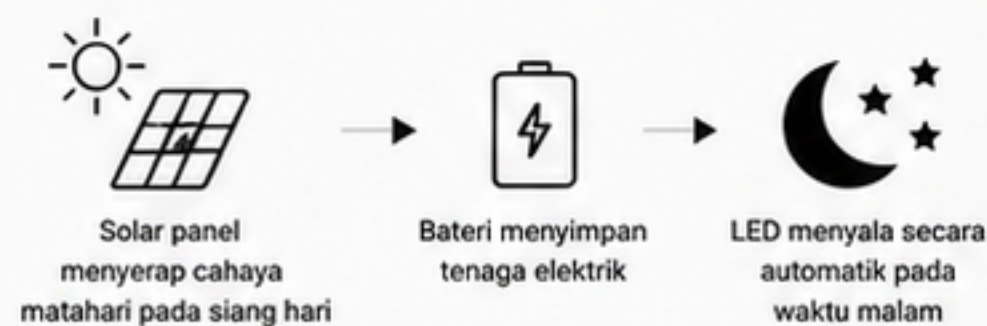 Solar panel
menyerap cahaya
matahari pada siang hari
Bateri menyimpan
tenaga elektrik
LED menyala secara
automatik pada
waktu malam